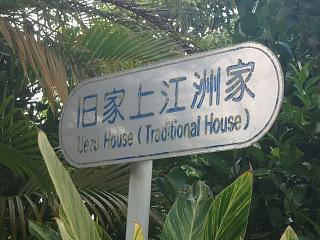 旧家上江洲家
Uezu House (Traditional House)